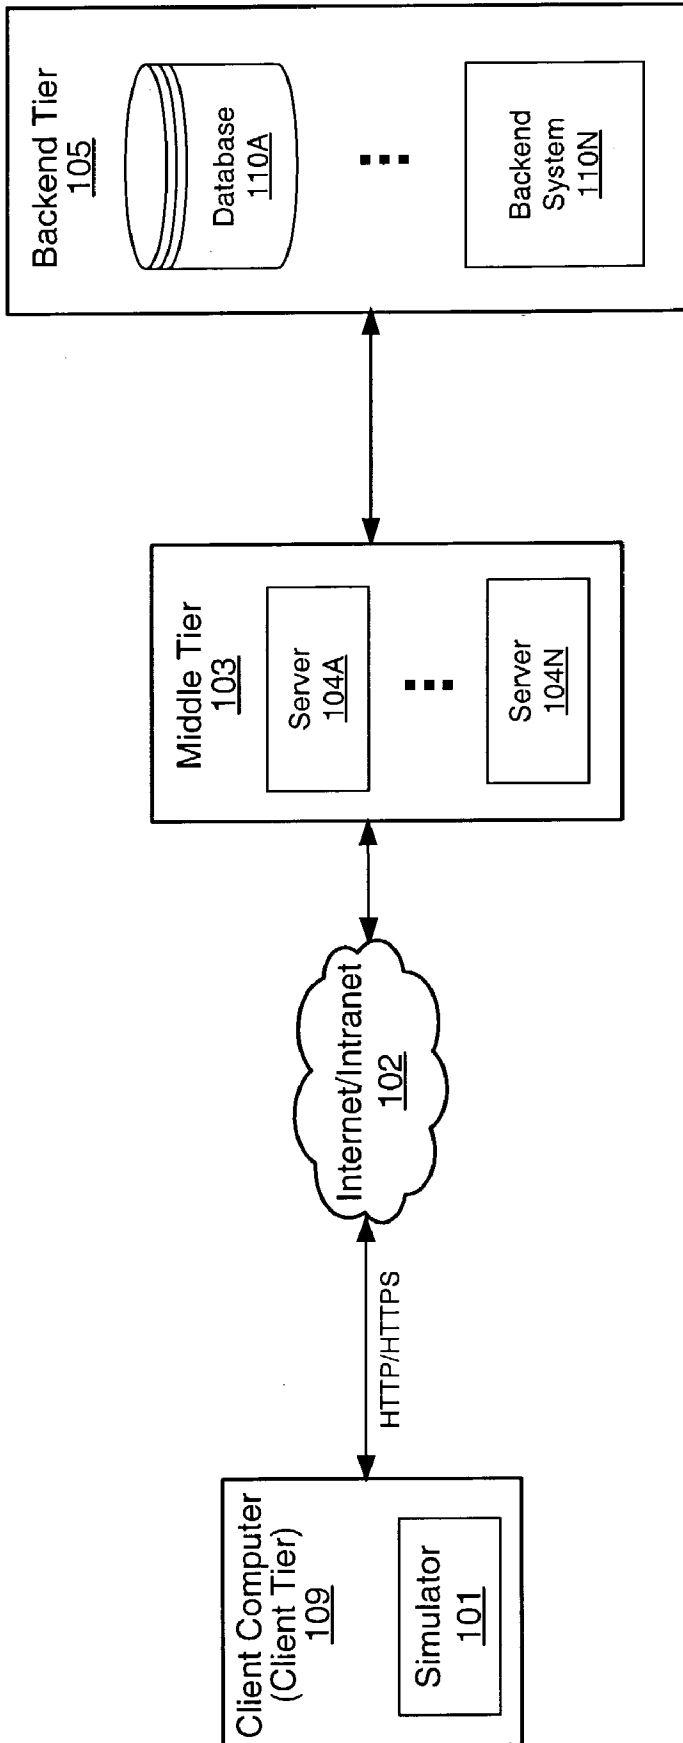 Client Computer
(Client Tier)
109
Simulator
101
HTTP/HTTPS
Internet/Intranet
102
Middle Tier
103
Server
104A
Server
104N
Backend Tier
105
Database
110A
Backend
System
110N